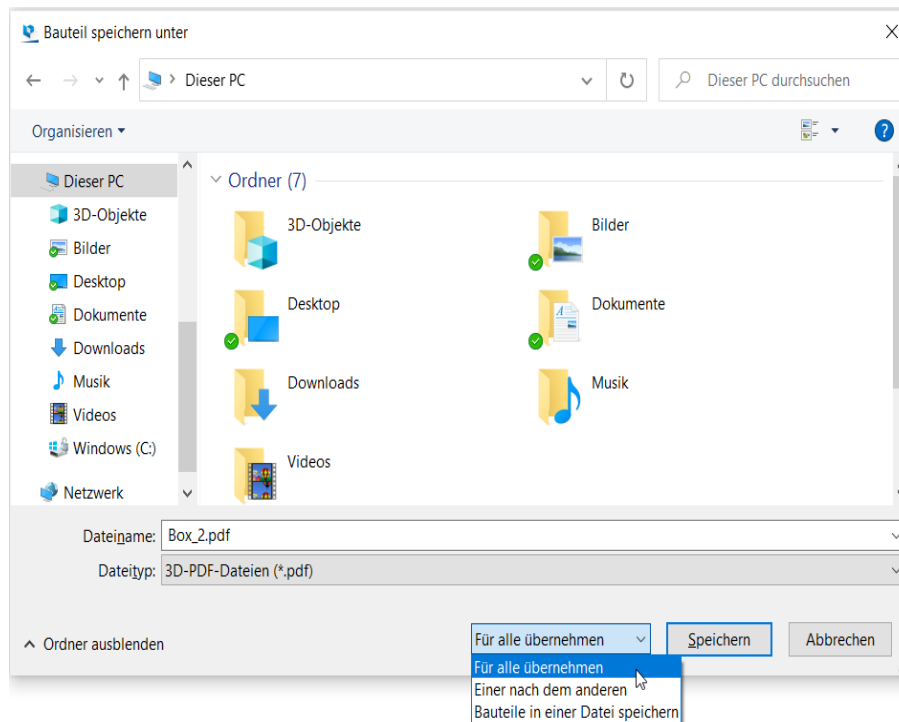 Bauteil speichern unter
Dieser PC
Dieser PC durchsuchen
Organisieren
?
Dieser PC
3D-Objekte
Bilder
Desktop
Dokumente
Downloads
Musik
Videos
Windows (C:)
Netzwerk
Ordner (7)
3D-Objekte
Bilder
Desktop
Dokumente
Downloads
Musik
Videos
Dateiname: Box_2.pdf
Dateityp: 3D-PDF-Dateien (*.pdf)
Ordner ausblenden
Für alle übernehmen
Speichern
Abbrechen
Für alle übernehmen
Einer nach dem anderen
Bauteile in einer Datei speichern